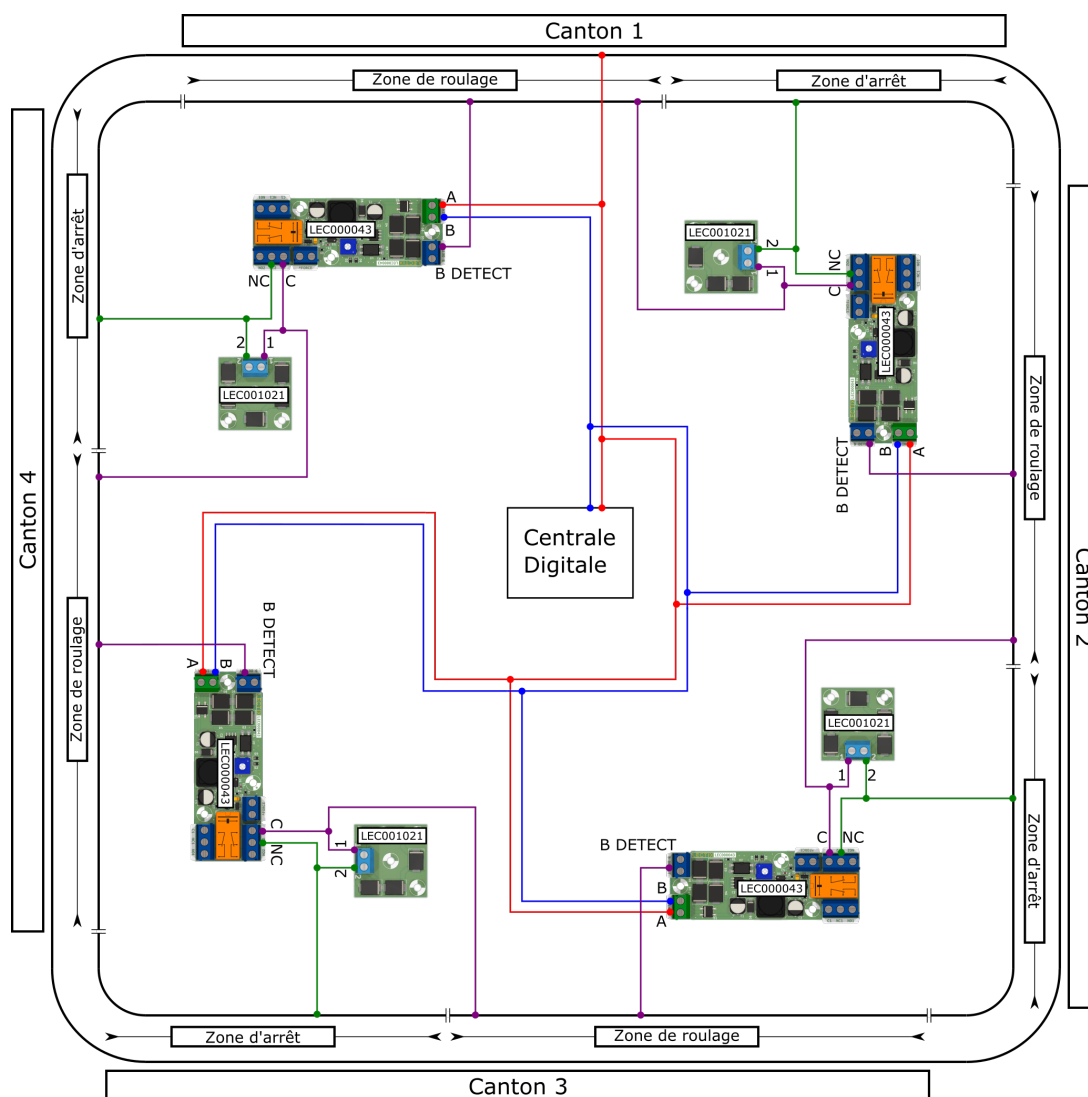 Canton 1
Zone de roulage
Zone d'arrêt
Zone d'arrêt
LEC000043
A
B
B DETECT
NC
C
2
1
LEC001021
LEC001021
2
1
NC
C
LEC000043
B DETECT
B
A
Zone de roulage
Canton 4
Canton 2
Centrale
Digitale
Zone de roulage
A
B
B DETECT
LEC000043
C
NC
1
2
LEC001021
LEC001021
1
2
C
NC
B DETECT
B
A
LEC000043
Zone d'arrêt
Zone d'arrêt
Zone de roulage
Canton 3